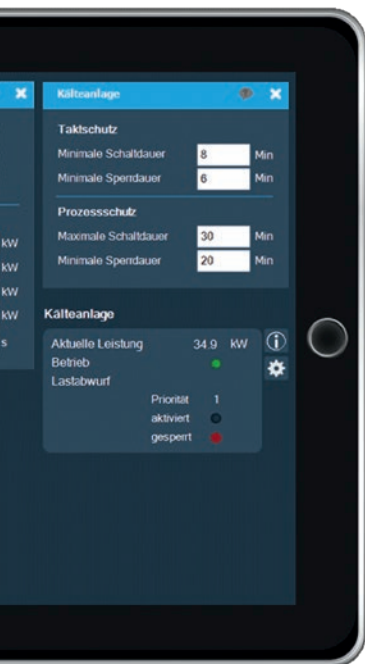 Kälteanlage
Taktschutz
Minimale Schaltdauer 8 Min
Minimale Sperrdauer 6 Min
Prozessschutz
Maximale Schaltdauer 30 Min
Minimale Sperrdauer 20 Min
kW
kW
kW
kW
s
Kälteanlage
Aktuelle Leistung 34.9 kW
Betrieb
Lastabwurf
Priorität 1
aktiviert
gesperrt